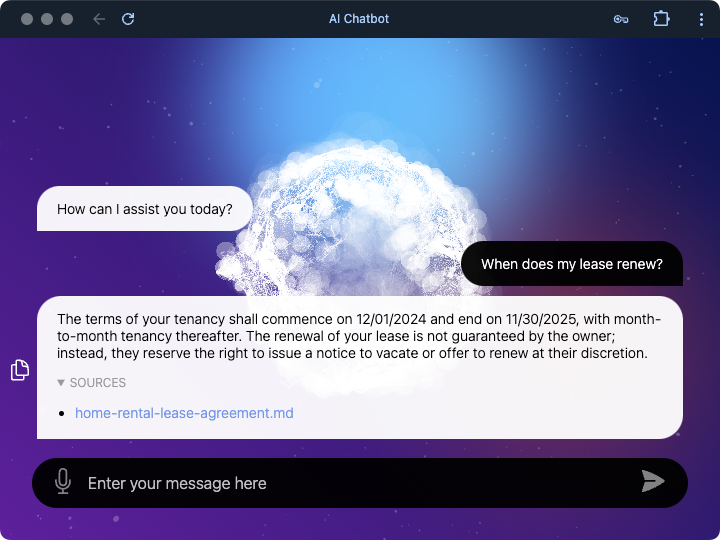 AI Chatbot
How can I assist you today?
When does my lease renew?
The terms of your tenancy shall commence on 12/01/2024 and end on 11/30/2025, with month-
to-month tenancy thereafter. The renewal of your lease is not guaranteed by the owner;
instead, they reserve the right to issue a notice to vacate or offer to renew at their discretion.
SOURCES
home-rental-lease-agreement.md
Enter your message here